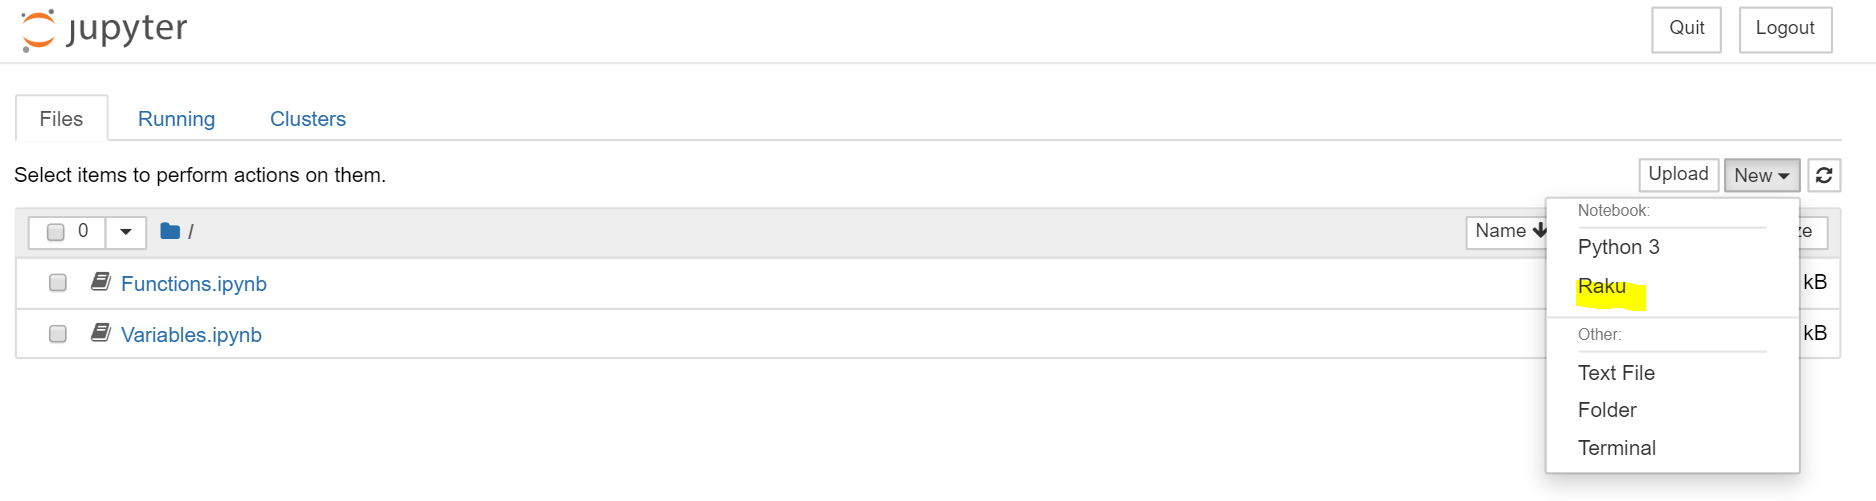 jupyter
Quit
Logout
Files
Running
Clusters
Select items to perform actions on them.
Upload
New
0
/
Name
ze
Notebook:
Python 3
Raku
Other:
Text File
Folder
Terminal
Functions.ipynb
kB
Variables.ipynb
kB